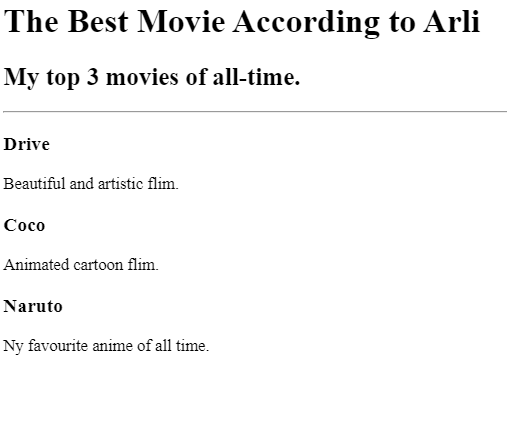 The Best Movie According to Arli
My top 3 movies of all-time.
Drive
Beautiful and artistic flim.
Coco
Animated cartoon flim.
Naruto
Ny favourite anime of all time.